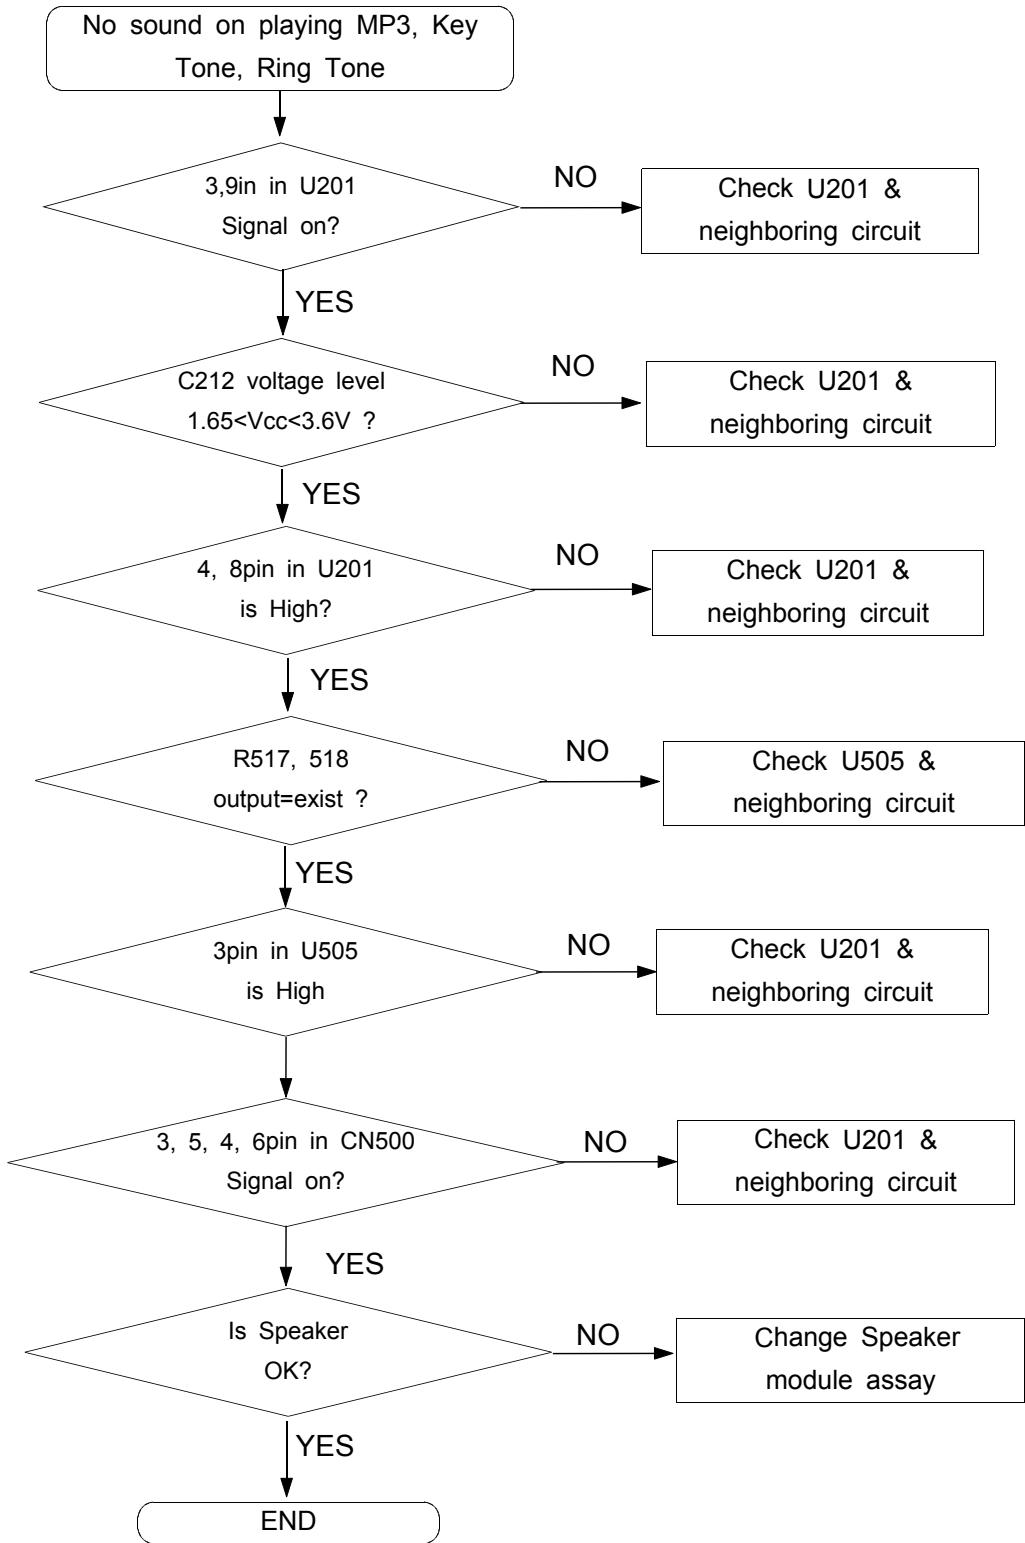 No sound on playing MP3, Key
Tone, Ring Tone
3,9in in U201
Signal on?
NO
Check U201 &
neighboring circuit
YES
C212 voltage level
1.65<Vcc<3.6V ?
NO
Check U201 &
neighboring circuit
YES
4, 8pin in U201
is High?
NO
Check U201 &
neighboring circuit
YES
R517, 518
output=exist ?
NO
Check U505 &
neighboring circuit
YES
3pin in U505
is High
NO
Check U201 &
neighboring circuit
3, 5, 4, 6pin in CN500
Signal on?
NO
Check U201 &
neighboring circuit
YES
Is Speaker
OK?
NO
Change Speaker
module assay
YES
END